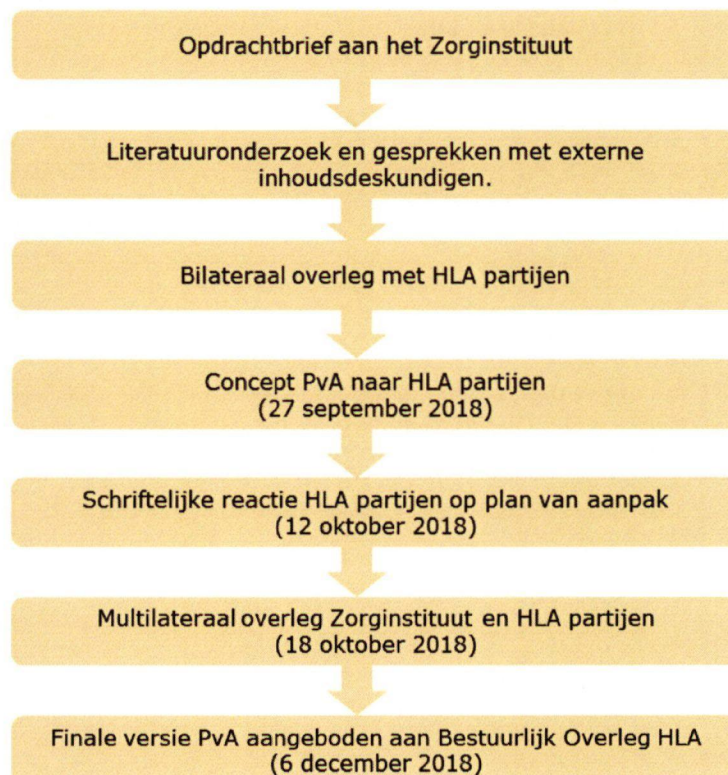 Opdrachtbrief aan het Zorginstituut
Literatuuronderzoek en gesprekken met externe
inhoudsdeskundigen.
Bilateraal overleg met HLA partijen
Concept PvA naar HLA partijen
(27 september 2018)
Schriftelijke reactie HLA partijen op plan van aanpak
(12 oktober 2018)
Multilateraal overleg Zorginstituut en HLA partijen
(18 oktober 2018)
Finale versie PvA aangeboden aan Bestuurlijk Overleg HLA
(6 december 2018)